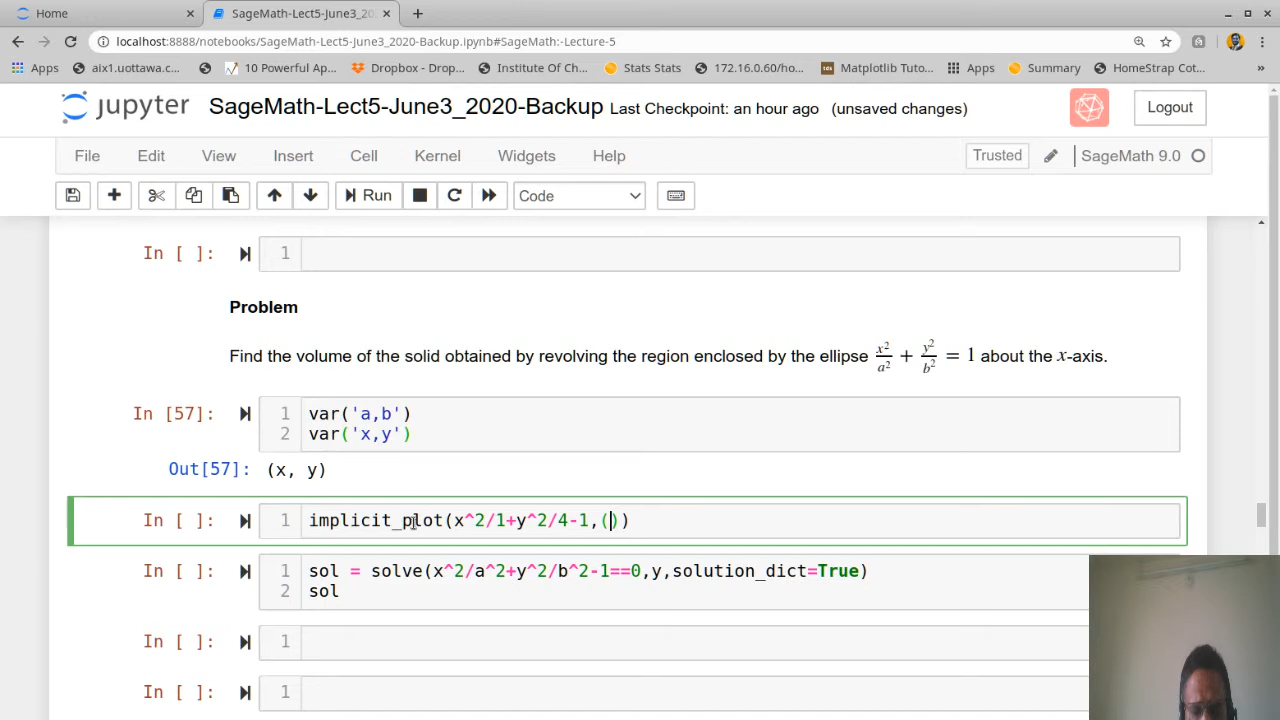 Home
SageMath-Lect5-June3_20
localhost:8888/notebooks/SageMath-Lect5-June3_2020-Backup.ipynb#SageMath:-Lecture-5
Apps aix1.uottawa.c... 10 Powerful Ap... Dropbox - Drop... Institute Of Ch... Stats Stats 172.16.0.60/ho... Matplotlib Tuto... Apps Summary HomeStrap Cot... »
jupyter SageMath-Lect5-June3_2020-Backup Last Checkpoint: an hour ago (unsaved changes) Logout
File Edit View Insert Cell Kernel Widgets Help Trusted SageMath 9.0
Run Code
In [ ]: 1
Problem
Find the volume of the solid obtained by revolving the region enclosed by the ellipse x²/a² + y²/b² = 1 about the x-axis.
In [57]: 1 var('a,b')
2 var('x,y')
Out[57]: (x, y)
In [ ]: 1 implicit_plot(x^2/1+y^2/4-1,())
In [ ]: 1 sol = solve(x^2/a^2+y^2/b^2-1==0,y,solution_dict=True)
2 sol
In [ ]: 1
In [ ]: 1